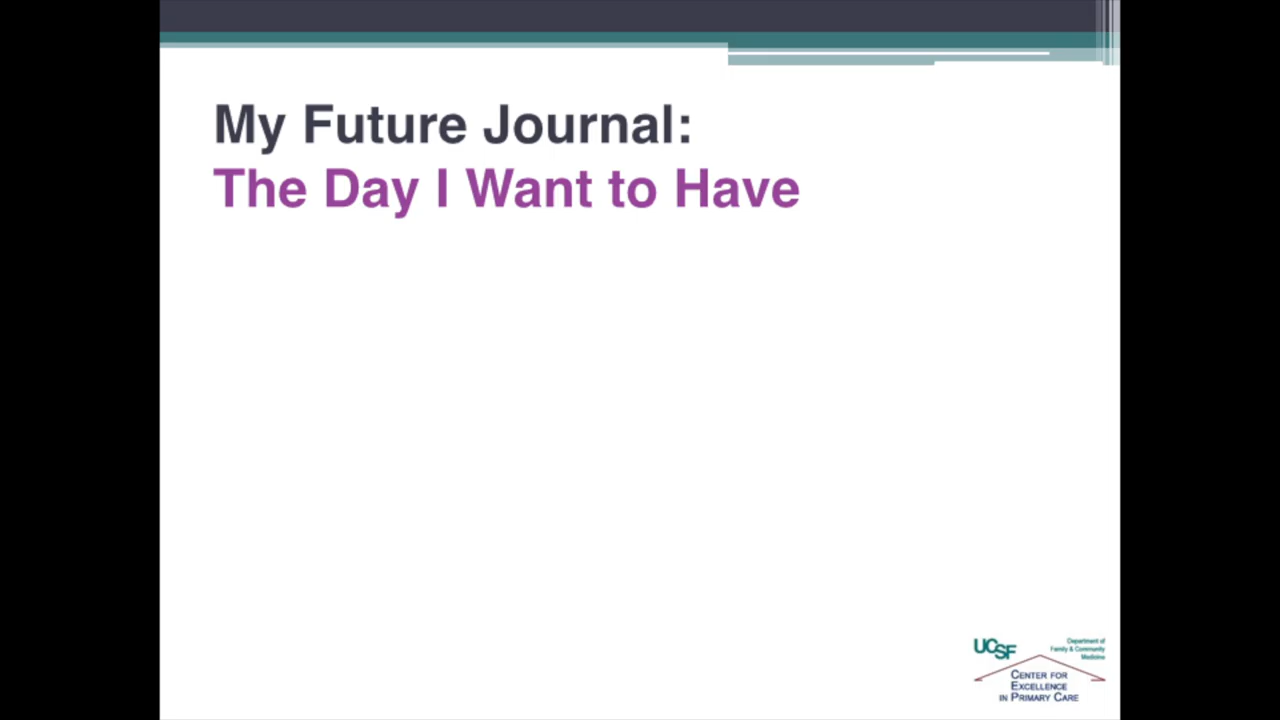 My Future Journal:
The Day I Want to Have
UCSF
Department of
Family & Community
Medicine
CENTER FOR
EXCELLENCE
IN PRIMARY CARE